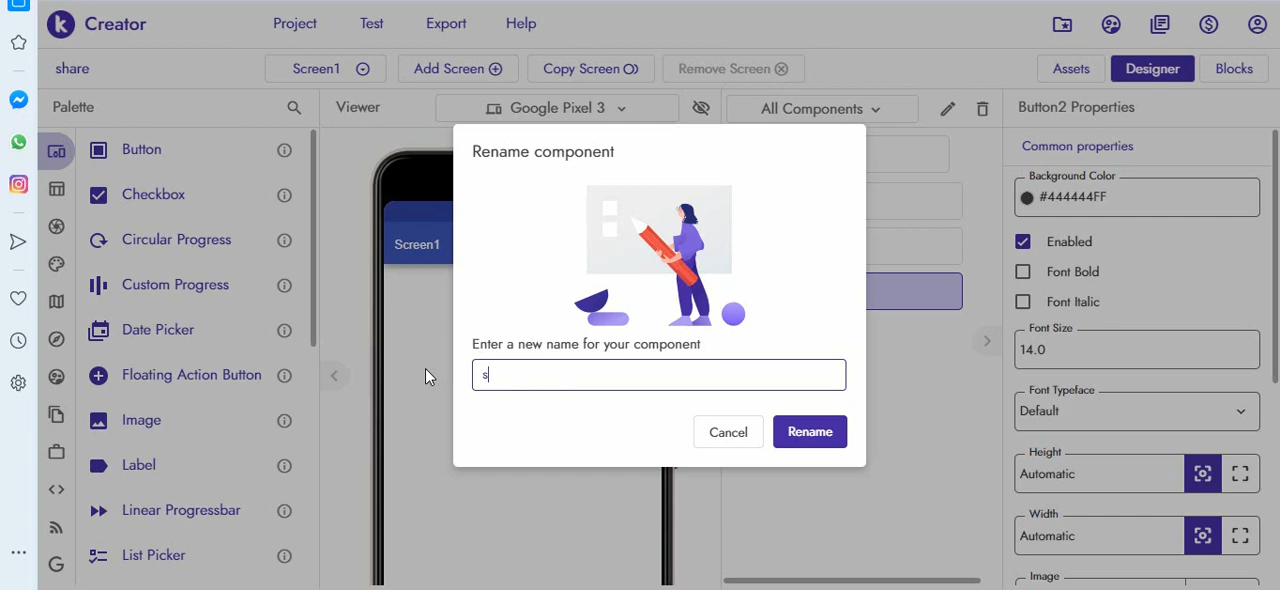 Creator
Project Test Export Help
share
Screen1 Add Screen Copy Screen Remove Screen Assets Designer Blocks
Palette Viewer Google Pixel 3 All Components Button2 Properties
Button
Checkbox
Circular Progress
Custom Progress
Date Picker
Floating Action Button
Image
Label
Linear Progressbar
List Picker
Screen1
Rename component
Enter a new name for your component
s
Cancel Rename
Common properties
Background Color
#444444FF
Enabled
Font Bold
Font Italic
Font Size
14.0
Font Typeface
Default
Height
Automatic
Width
Automatic
Image